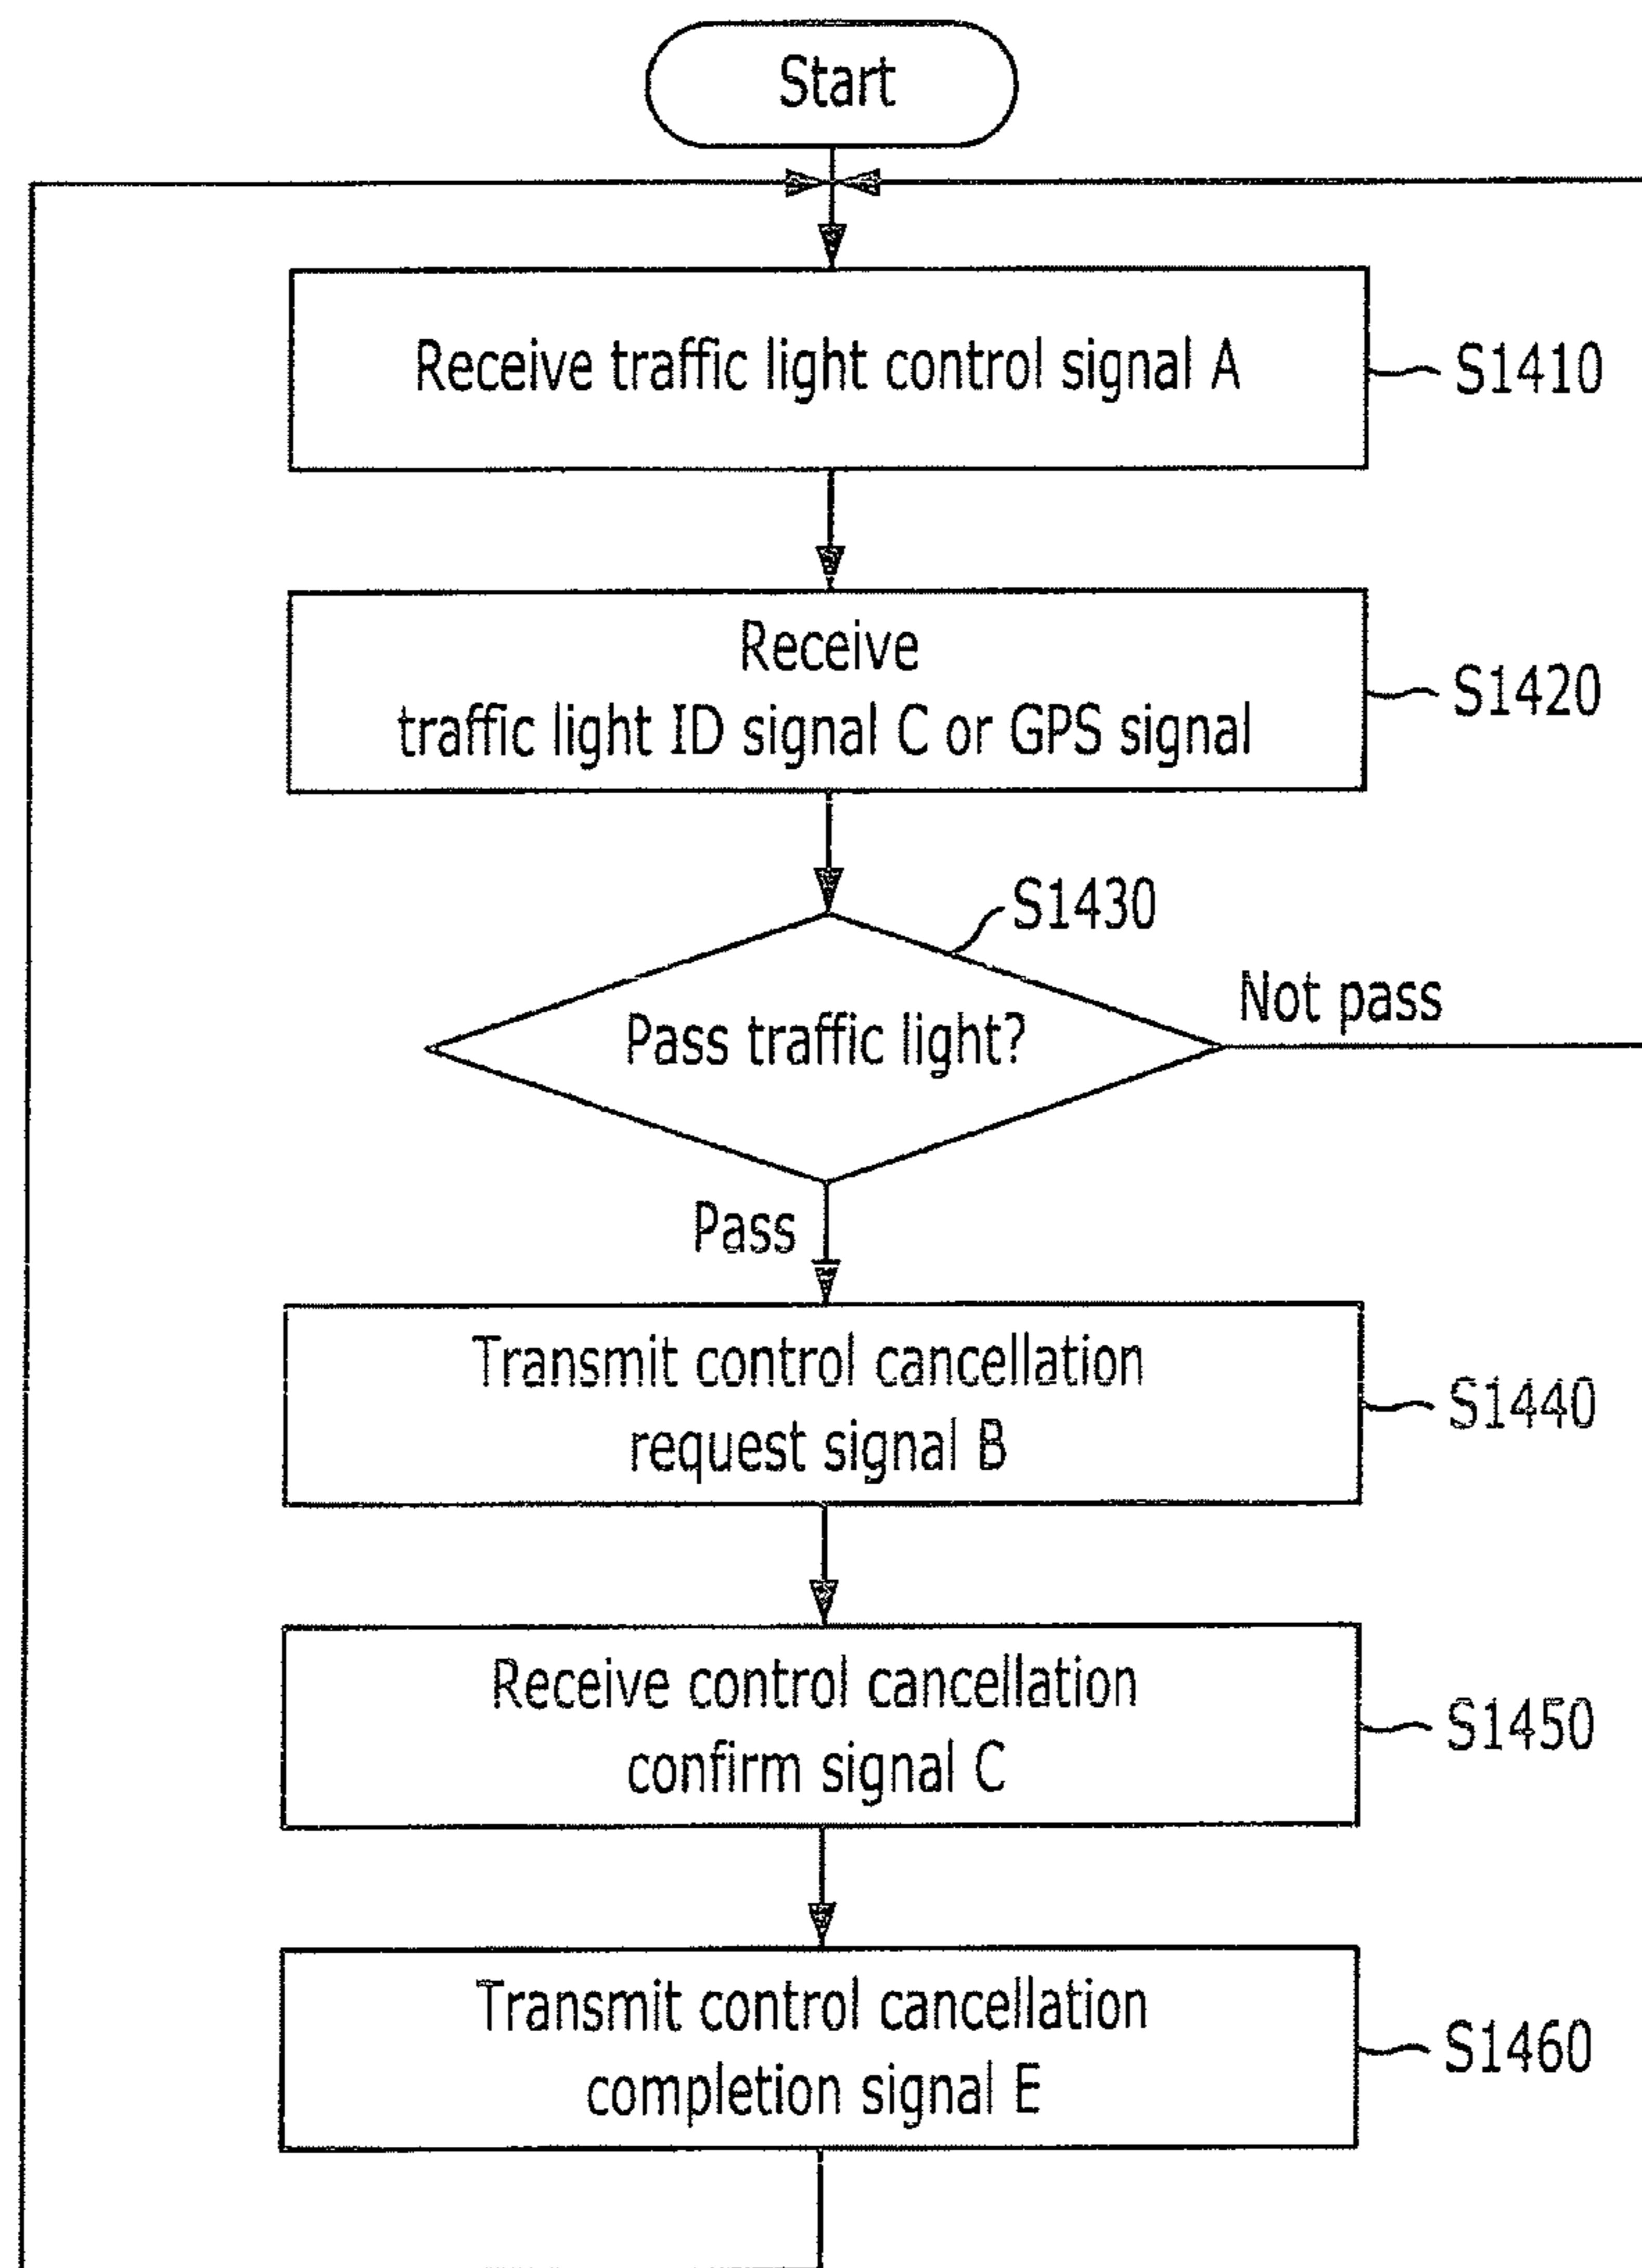 Start
Receive traffic light control signal A
S1410
Receive
traffic light ID signal C or GPS signal
S1420
S1430
Pass traffic light?
Not pass
Pass
Transmit control cancellation
request signal B
S1440
Receive control cancellation
confirm signal C
S1450
Transmit control cancellation
completion signal E
S1460